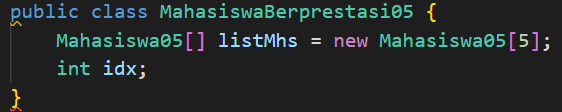 public class MahasiswaBerprestasi05 {
    Mahasiswa05[] listMhs = new Mahasiswa05[5];
    int idx;
}